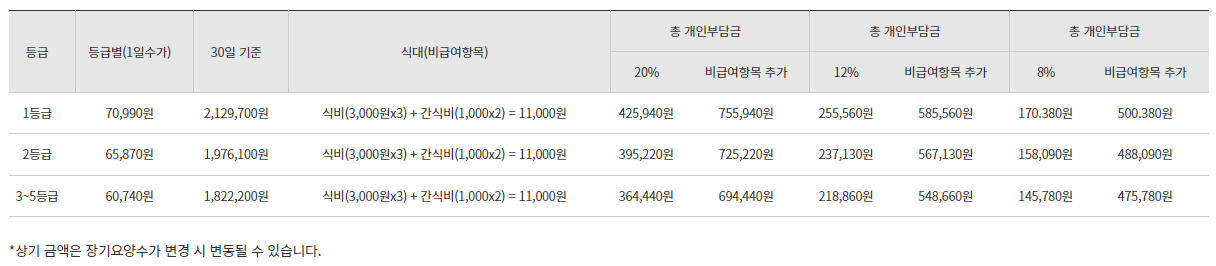 등급 등급별(1일수가) 30일 기준 식대(비급여항목) 총 개인부담금 총 개인부담금 총 개인부담금
20% 비급여항목 추가 12% 비급여항목 추가 8% 비급여항목 추가
1등급 70,990원 2,129,700원 식비(3,000원x3) + 간식비(1,000x2) = 11,000원 425,940원 755,940원 255,560원 585,560원 170.380원 500.380원
2등급 65,870원 1,976,100원 식비(3,000원x3) + 간식비(1,000x2) = 11,000원 395,220원 725,220원 237,130원 567,130원 158,090원 488,090원
3~5등급 60,740원 1,822,200원 식비(3,000원x3) + 간식비(1,000x2) = 11,000원 364,440원 694,440원 218,860원 548,660원 145,780원 475,780원
*상기 금액은 장기요양수가 변경 시 변동될 수 있습니다.